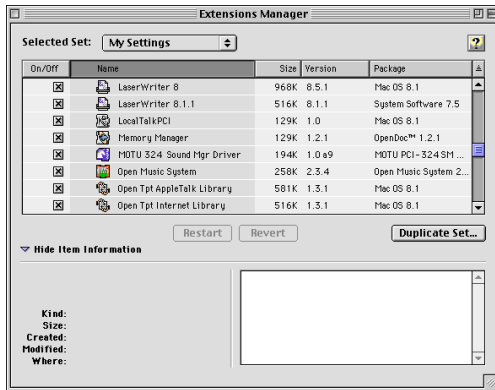 Extensions Manager
Selected Set: My Settings
On/Off Name Size Version Package
LaserWriter 8 968K 8.5.1 Mac OS 8.1
LaserWriter 8.1.1 516K 8.1.1 System Software 7.5
LocalTalkPCI 129K 1.0 Mac OS 8.1
Memory Manager 129K 1.2.1 OpenDoc™ 1.2.1
MOTU 324 Sound Mgr Driver 194K 1.0a9 MOTU PCI-324 SM ...
Open Music System 258K 2.3.4 Open Music System 2...
Open Tpt AppleTalk Library 581K 1.3.1 Mac OS 8.1
Open Tpt Internet Library 516K 1.3.1 Mac OS 8.1
Restart Revert Duplicate Set...
Hide Item Information
Kind:
Size:
Created:
Modified:
Where: